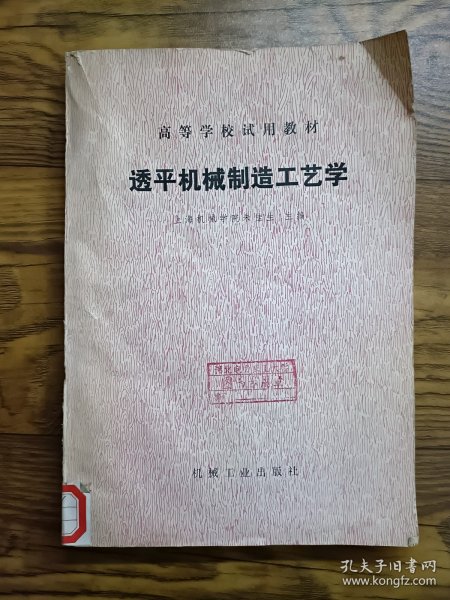 高等学校试用教材
透平机械制造工艺学
上海机械学院朱宝生 主编
机械工业出版社
孔夫子旧书网
www.kongfz.com